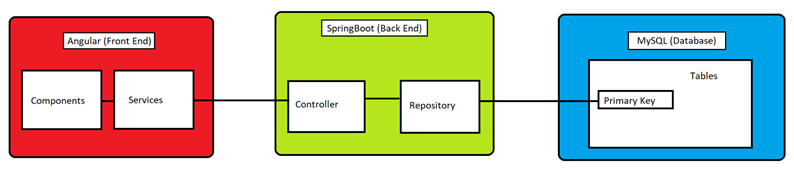 Angular (Front End)
Components
Services
SpringBoot (Back End)
Controller
Repository
MySQL (Database)
Tables
Primary Key